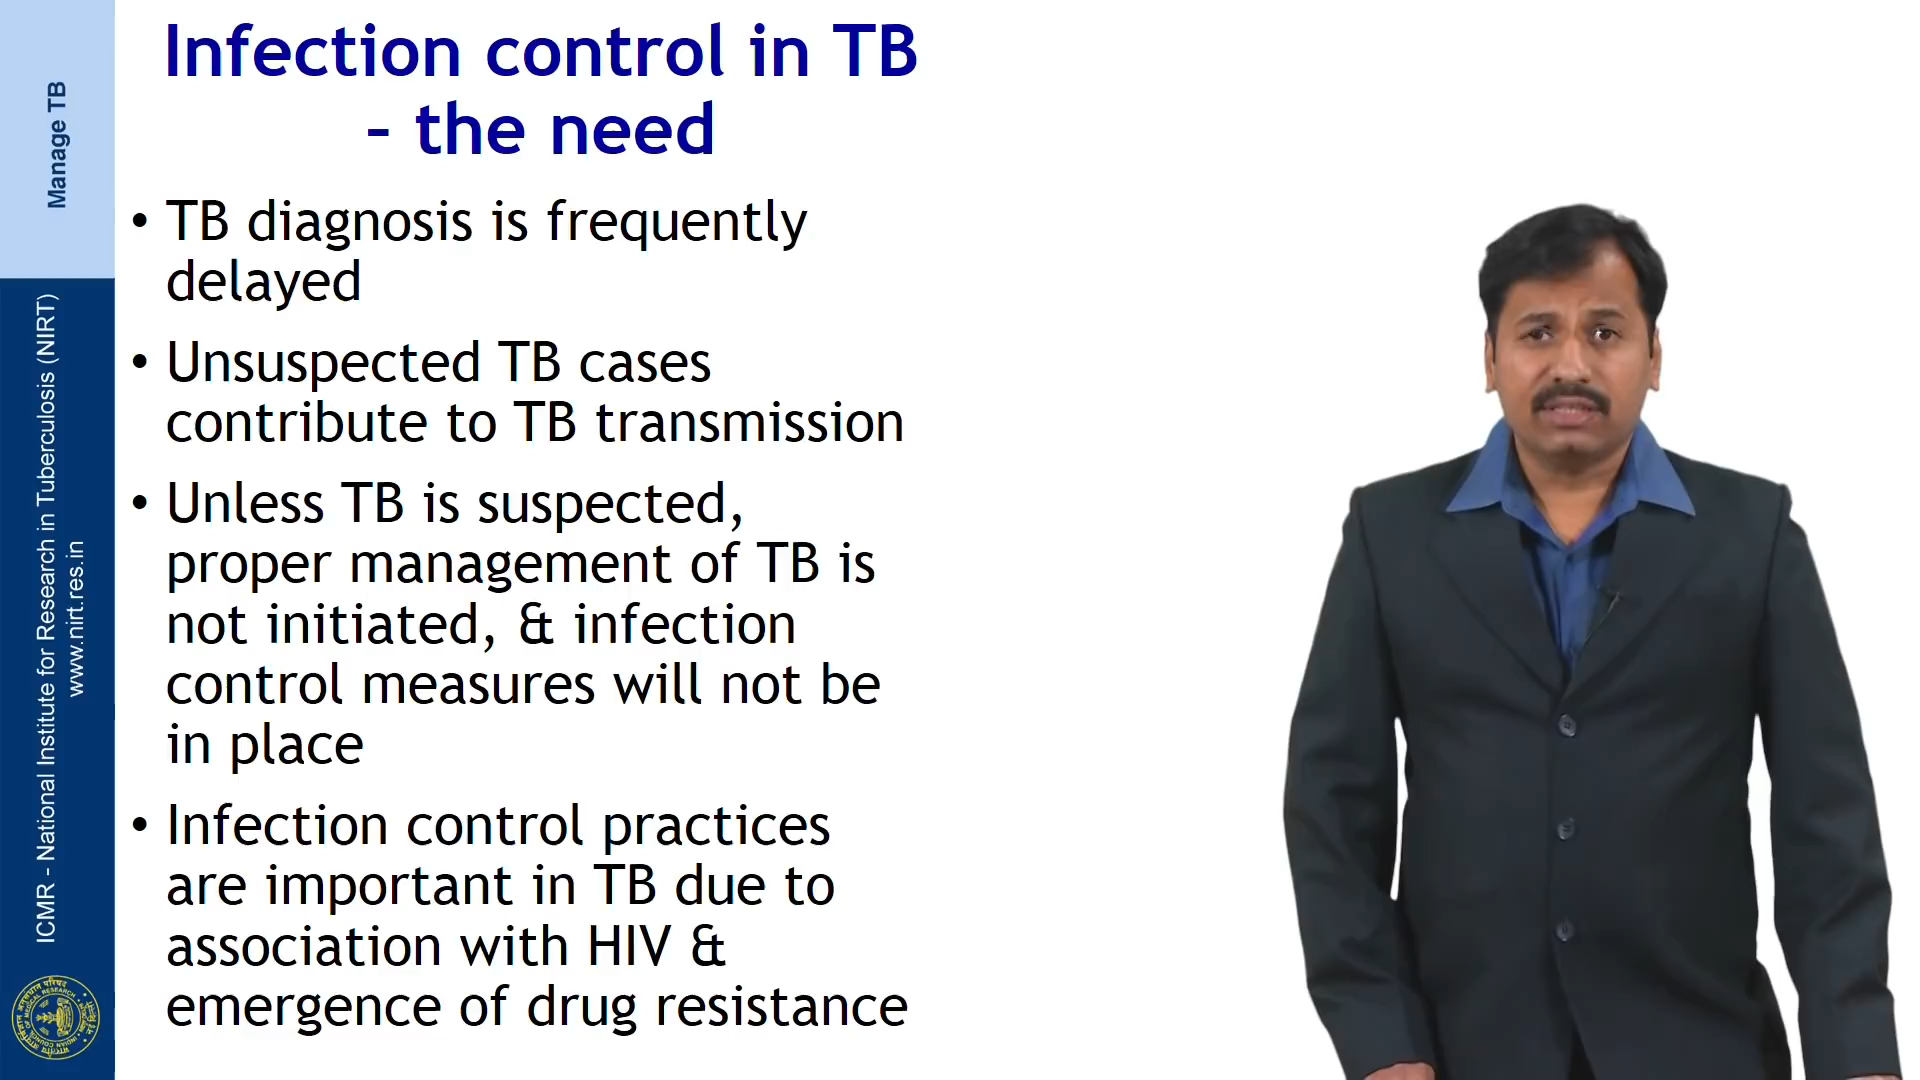 Infection control in TB
– the need
• TB diagnosis is frequently
delayed
• Unsuspected TB cases
contribute to TB transmission
• Unless TB is suspected,
proper management of TB is
not initiated, & infection
control measures will not be
in place
• Infection control practices
are important in TB due to
association with HIV &
emergence of drug resistance
Manage TB
ICMR - National Institute for Research in Tuberculosis (NIRT)
www.nirt.res.in